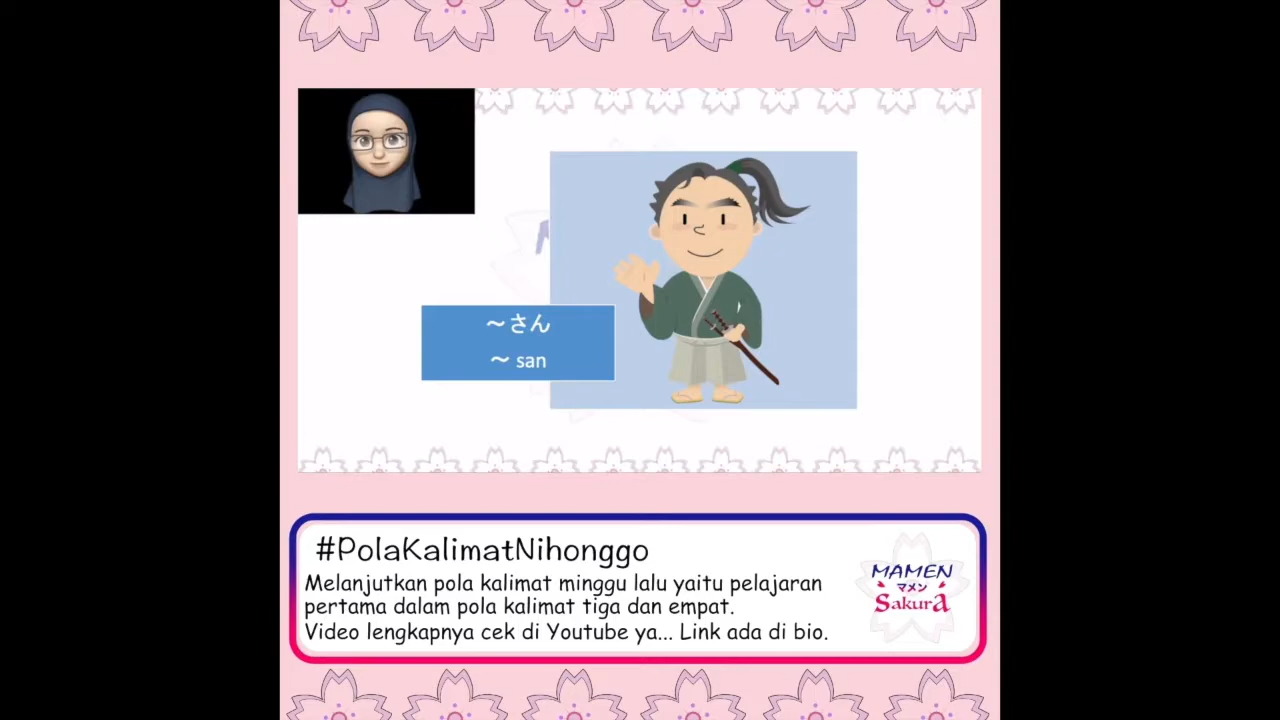 ～さん
～ san
#PolaKalimatNihonggo
Melanjutkan pola kalimat minggu lalu yaitu pelajaran
pertama dalam pola kalimat tiga dan empat.
Video lengkapnya cek di Youtube ya... Link ada di bio.
MAMEN
マメン
Sakura